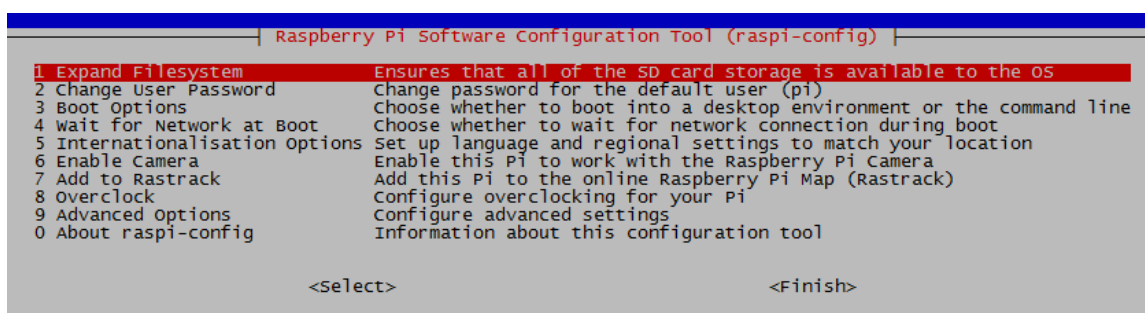 Raspberry Pi Software Configuration Tool (raspi-config)
1 Expand Filesystem Ensures that all of the SD card storage is available to the OS
2 Change User Password Change password for the default user (pi)
3 Boot Options Choose whether to boot into a desktop environment or the command line
4 Wait for Network at Boot Choose whether to wait for network connection during boot
5 Internationalisation Options Set up language and regional settings to match your location
6 Enable Camera Enable this Pi to work with the Raspberry Pi Camera
7 Add to Rastrack Add this Pi to the online Raspberry Pi Map (Rastrack)
8 Overclock Configure overclocking for your Pi
9 Advanced Options Configure advanced settings
0 About raspi-config Information about this configuration tool
<Select> <Finish>